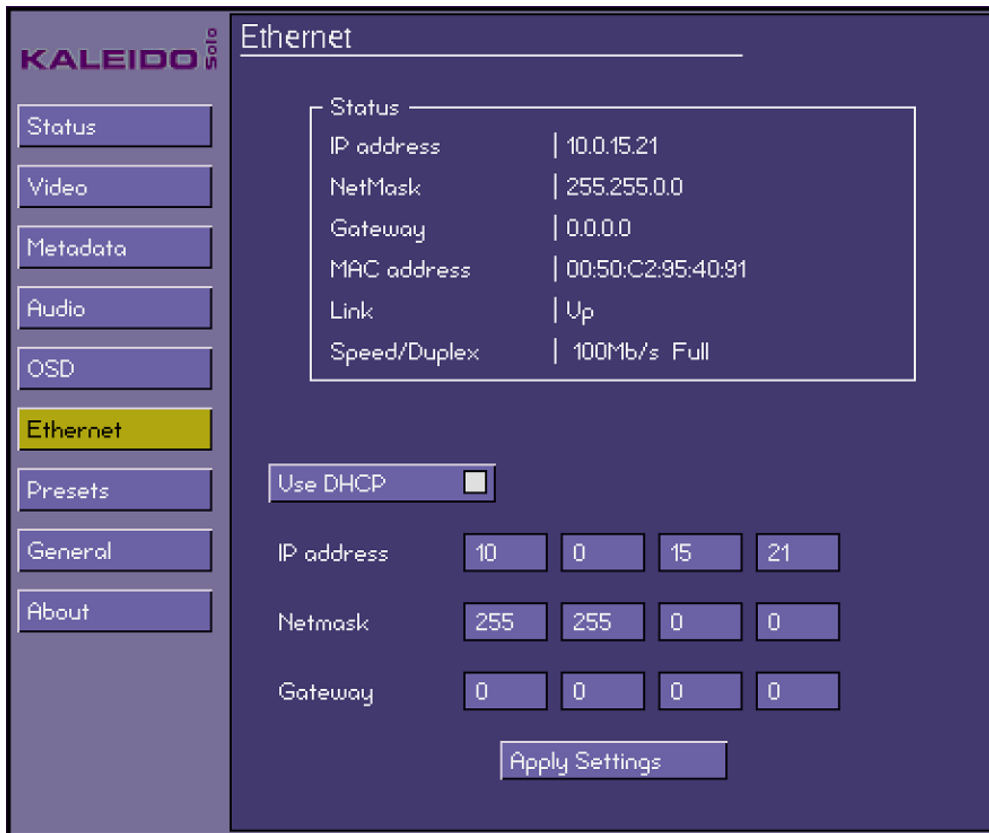 KALEIDO Solo
Status
Video
Metadata
Audio
OSD
Ethernet
Presets
General
About
Ethernet
Status
IP address | 10.0.15.21
NetMask | 255.255.0.0
Gateway | 0.0.0.0
MAC address | 00:50:C2:95:40:91
Link | Up
Speed/Duplex | 100Mb/s Full
Use DHCP
IP address 10 0 15 21
Netmask 255 255 0 0
Gateway 0 0 0 0
Apply Settings